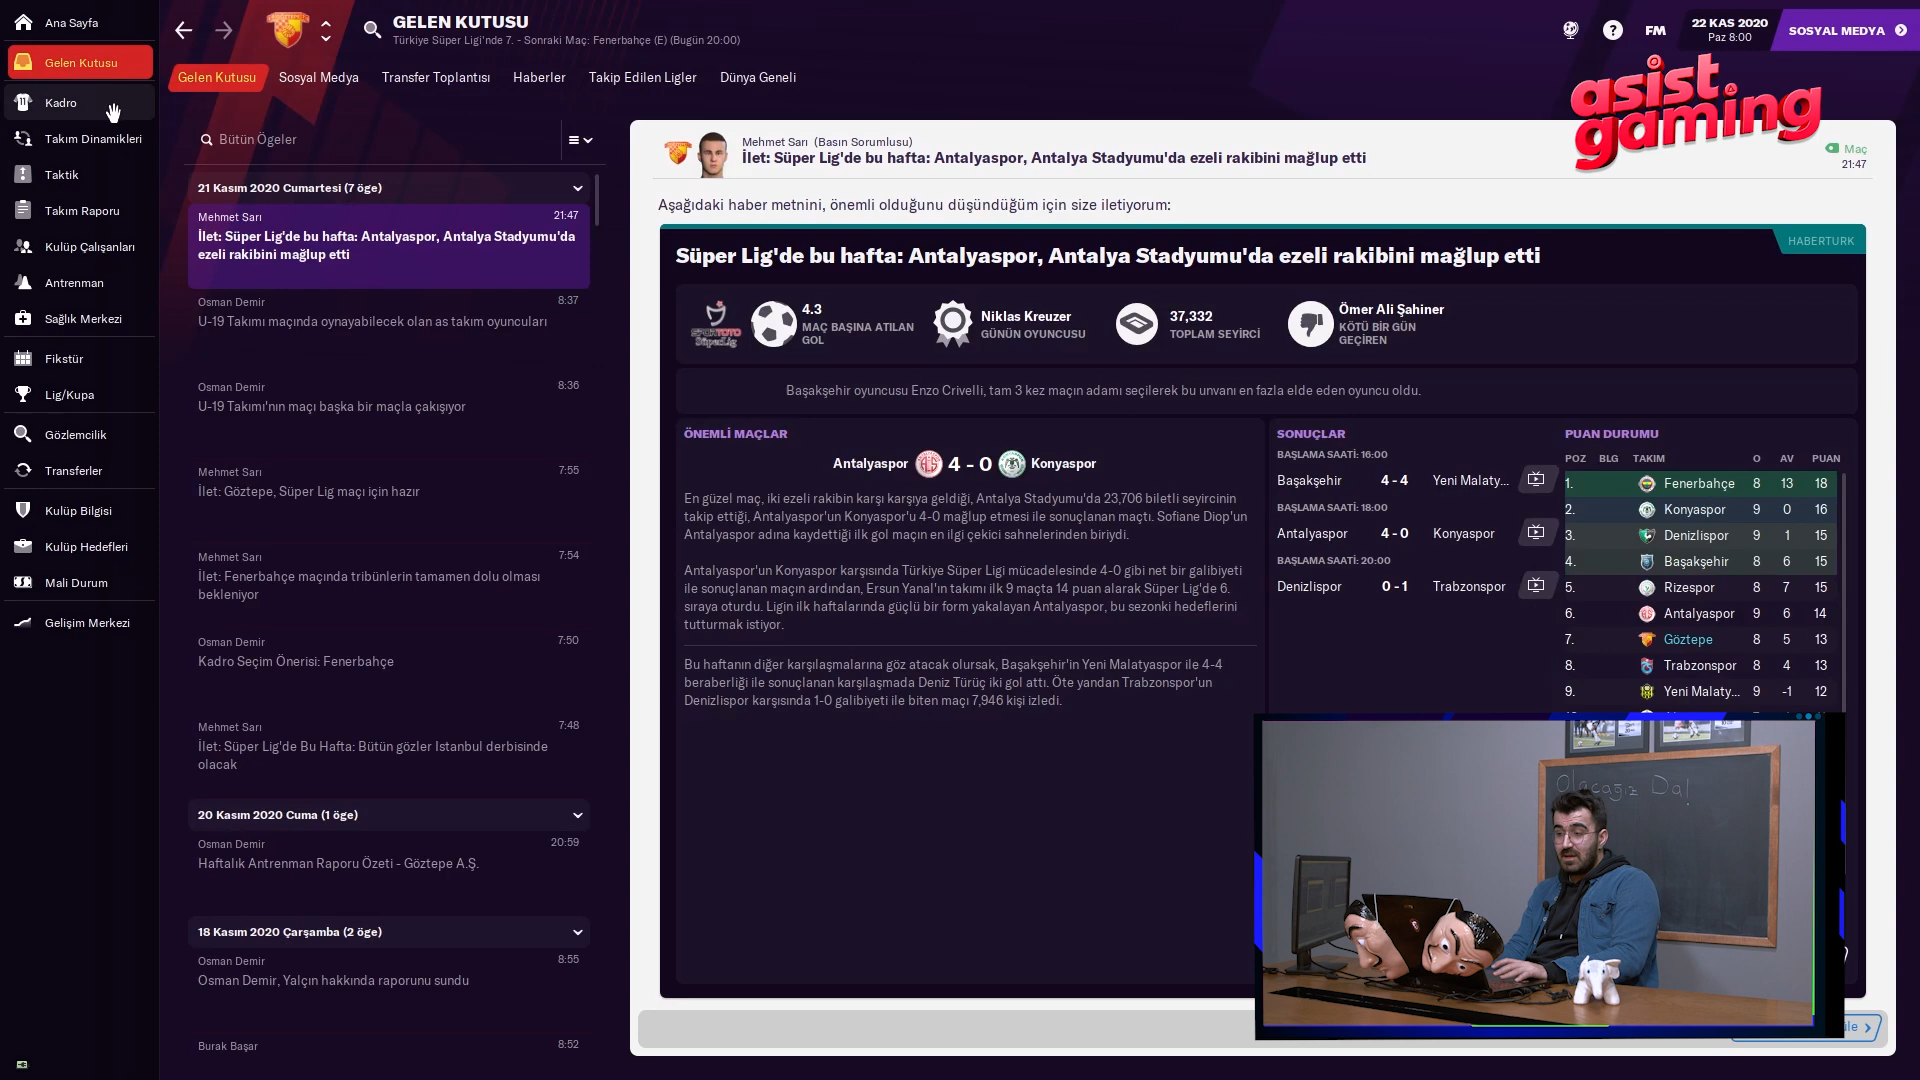 Ana Sayfa
Gelen Kutusu
Kadro
Takım Dinamikleri
Taktik
Takım Raporu
Kulüp Çalışanları
Antrenman
Sağlık Merkezi
Fikstür
Lig/Kupa
Gözlemcilik
Transferler
Kulüp Bilgisi
Kulüp Hedefleri
Mali Durum
Gelişim Merkezi
GELEN KUTUSU
Türkiye Süper Ligi'nde 7. - Sonraki Maç: Fenerbahçe (E) (Bugün 20:00)
FM
22 KAS 2020
Paz 8:00
SOSYAL MEDYA
Gelen Kutusu Sosyal Medya Transfer Toplantısı Haberler Takip Edilen Ligler Dünya Geneli
asist gaming
Bütün Ögeler
21 Kasım 2020 Cumartesi (7 öge)
Mehmet Sarı 21:47
İlet: Süper Lig'de bu hafta: Antalyaspor, Antalya Stadyumu'da
ezeli rakibini mağlup etti
Osman Demir 8:37
U-19 Takımı maçında oynayabilecek olan as takım oyuncuları
Osman Demir 8:36
U-19 Takımı'nın maçı başka bir maçla çakışıyor
Mehmet Sarı 7:55
İlet: Göztepe, Süper Lig maçı için hazır
Mehmet Sarı 7:54
İlet: Fenerbahçe maçında tribünlerin tamamen dolu olması
bekleniyor
Osman Demir 7:50
Kadro Seçim Önerisi: Fenerbahçe
Mehmet Sarı 7:48
İlet: Süper Lig'de Bu Hafta: Bütün gözler Istanbul derbisinde
olacak
20 Kasım 2020 Cuma (1 öge)
Osman Demir 20:59
Haftalık Antrenman Raporu Özeti - Göztepe A.Ş.
18 Kasım 2020 Çarşamba (2 öge)
Osman Demir 8:55
Osman Demir, Yalçın hakkında raporunu sundu
Burak Başar 8:52
Mehmet Sarı (Basın Sorumlusu)
İlet: Süper Lig'de bu hafta: Antalyaspor, Antalya Stadyumu'da ezeli rakibini mağlup etti
Maç
21:47
Aşağıdaki haber metnini, önemli olduğunu düşündüğüm için size iletiyorum:
HABERTURK
Süper Lig'de bu hafta: Antalyaspor, Antalya Stadyumu'da ezeli rakibini mağlup etti
4.3
MAÇ BAŞINA ATILAN
GOL
Niklas Kreuzer
GÜNÜN OYUNCUSU
37,332
TOPLAM SEYİRCİ
Ömer Ali Şahiner
KÖTÜ BİR GÜN
GEÇİREN
Başakşehir oyuncusu Enzo Crivelli, tam 3 kez maçın adamı seçilerek bu unvanı en fazla elde eden oyuncu oldu.
ÖNEMLİ MAÇLAR
Antalyaspor 4 - 0 Konyaspor
En güzel maç, iki ezeli rakibin karşı karşıya geldiği, Antalya Stadyumu'da 23,706 biletli seyircinin
takip ettiği, Antalyaspor'un Konyaspor'u 4-0 mağlup etmesi ile sonuçlanan maçtı. Sofiane Diop'un
Antalyaspor adına kaydettiği ilk gol maçın en ilgi çekici sahnelerinden biriydi.
Antalyaspor'un Konyaspor karşısında Türkiye Süper Ligi mücadelesinde 4-0 gibi net bir galibiyeti
ile sonuçlanan maçın ardından, Ersun Yanal'ın takımı ilk 9 maçta 14 puan alarak Süper Lig'de 6.
sıraya oturdu. Ligin ilk haftalarında güçlü bir form yakalayan Antalyaspor, bu sezonki hedeflerini
tutturmak istiyor.
Bu haftanın diğer karşılaşmalarına göz atacak olursak, Başakşehir'in Yeni Malatyaspor ile 4-4
beraberliği ile sonuçlanan karşılaşmada Deniz Türüç iki gol attı. Öte yandan Trabzonspor'un
Denizlispor karşısında 1-0 galibiyeti ile biten maçı 7,946 kişi izledi.
SONUÇLAR
BAŞLAMA SAATİ: 16:00
Başakşehir 4 - 4 Yeni Malaty...
BAŞLAMA SAATİ: 18:00
Antalyaspor 4 - 0 Konyaspor
BAŞLAMA SAATİ: 20:00
Denizlispor 0 - 1 Trabzonspor
PUAN DURUMU
POZ BLG TAKIM O AV PUAN
1. Fenerbahçe 8 13 18
2. Konyaspor 9 0 16
3. Denizlispor 9 1 15
4. Başakşehir 8 6 15
5. Rizespor 8 7 15
6. Antalyaspor 9 6 14
7. Göztepe 8 5 13
8. Trabzonspor 8 4 13
9. Yeni Malaty... 9 -1 12
Olacağız Da!